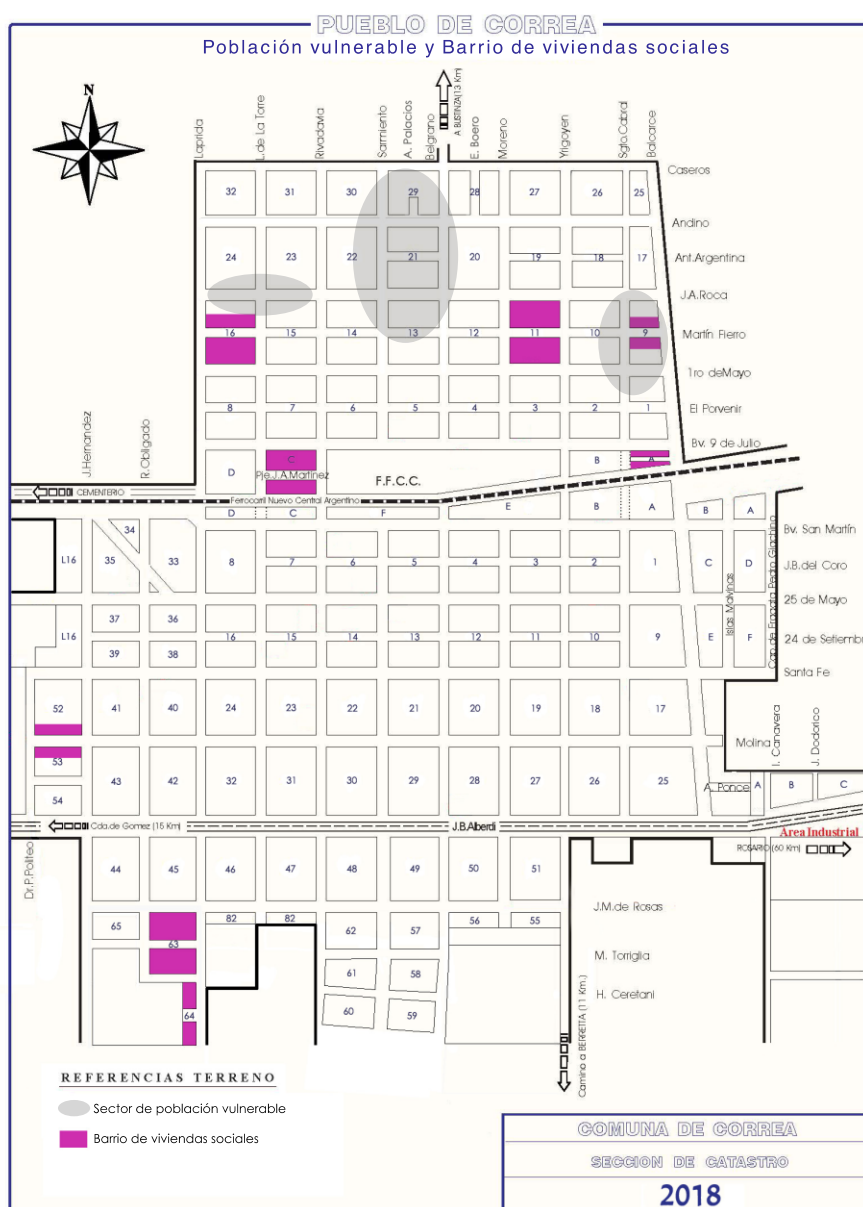 PUEBLO DE CORREA
Población vulnerable y Barrio de viviendas sociales
N
A BUSTINZA(13 Km)
Laprida
L.de La Torre
Rivadavia
Sarmiento
A. Palacios
Belgrano
E. Boero
Moreno
Yrigoyen
Sgto.Cabral
Balcarce
Caseros
32 31 30 29 28 27 26 25
Andino
24 23 22 21 20 19 18 17
Ant.Argentina
J.A.Roca
16 15 14 13 12 11 10 9
Martín Fierro
1ro deMayo
8 7 6 5 4 3 2 1
El Porvenir
Bv. 9 de Julio
J.Hernandez
R.Obligado
D C B A
Pje.J.A.Martinez
F.F.C.C.
CEMENTERIO
Ferrocarril Nuevo Central Argentino
D C F E B A B A
Bv. San Martín
34
L16 35 33 8 7 6 5 4 3 2 1 C D
J.B.del Coro
Islas Malvinas
25 de Mayo
37 36
L16 16 15 14 13 12 11 10 9 E F
24 de Setiembr
39 38
Santa Fe
52 41 40 24 23 22 21 20 19 18 17
Molina
I. Canavera
J. Dodorico
53 43 42 32 31 30 29 28 27 26 25
A. Ponce
A B C
54
Cda.de Gomez (15 Km)
J.B.Alberdi
Area Industrial
ROSARIO (60 Km)
Dr.P.Politeo
44 45 46 47 48 49 50 51
J.M.de Rosas
65 63 82 82 62 57 56 55
M. Torriglia
61 58
H. Ceretani
64 60 59
Camino a BERRETTA (11 Km.)
REFERENCIAS TERRENO
Sector de población vulnerable
Barrio de viviendas sociales
COMUNA DE CORREA
SECCION DE CATASTRO
2018